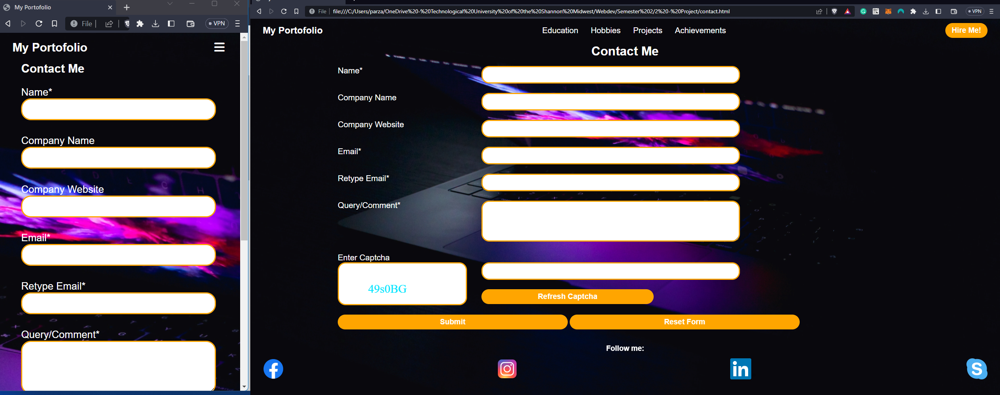 My Portofolio
File
VPN
My Portofolio
Contact Me
Name*
Company Name
Company Website
Email*
Retype Email*
Query/Comment*
File
file:///C:/Users/parza/OneDrive%20-%20Technological%20University%20of%20the%20Shannon%20Midwest/Webdev/Semester%202/2%20-%20Project/contact.html
VPN
My Portofolio
Education
Hobbies
Projects
Achievements
Hire Me!
Contact Me
Name*
Company Name
Company Website
Email*
Retype Email*
Query/Comment*
Enter Captcha
49s0BG
Refresh Captcha
Submit
Reset Form
Follow me: